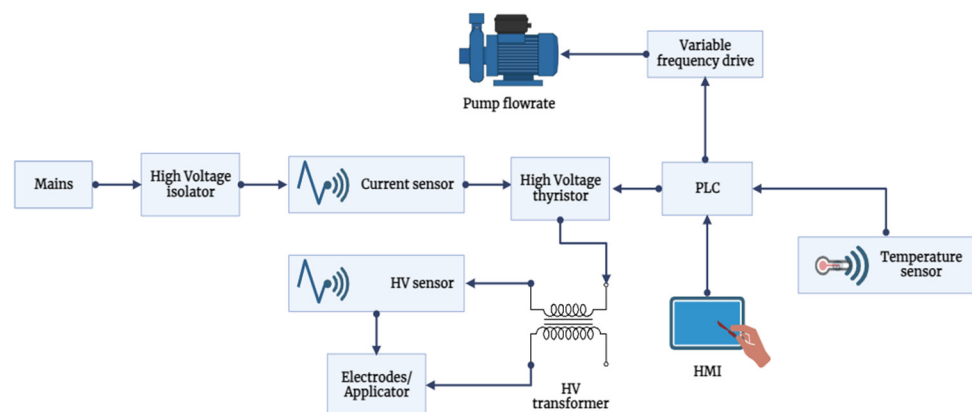 Variable
frequency drive
Pump flowrate
Mains
High Voltage
isolator
Current sensor
High Voltage
thyristor
PLC
Temperature
sensor
HV sensor
HMI
Electrodes/
Applicator
HV
transformer